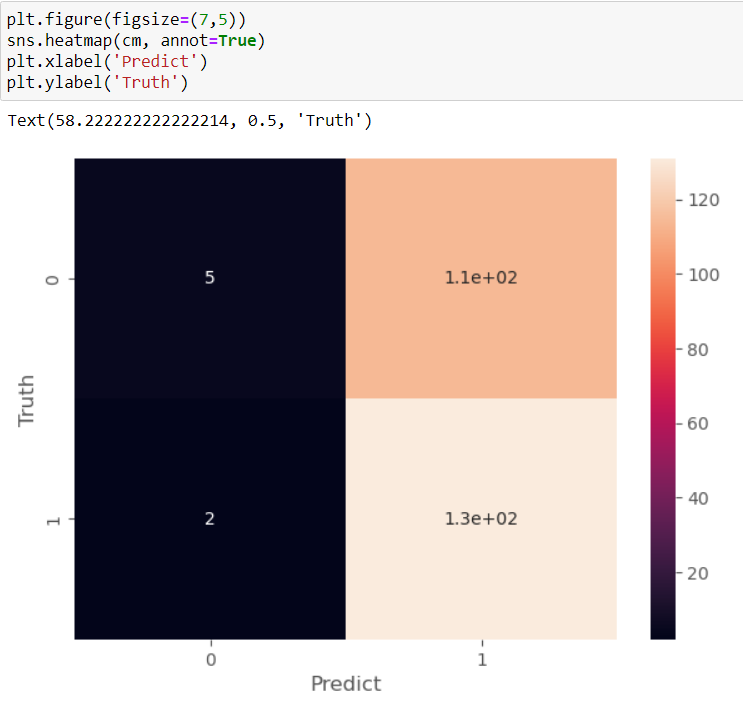 plt.figure(figsize=(7,5))
sns.heatmap(cm, annot=True)
plt.xlabel('Predict')
plt.ylabel('Truth')
Text(58.222222222222214, 0.5, 'Truth')
120
0
5
1.1e+02
100
80
Truth
60
1
2
1.3e+02
40
20
0
1
Predict